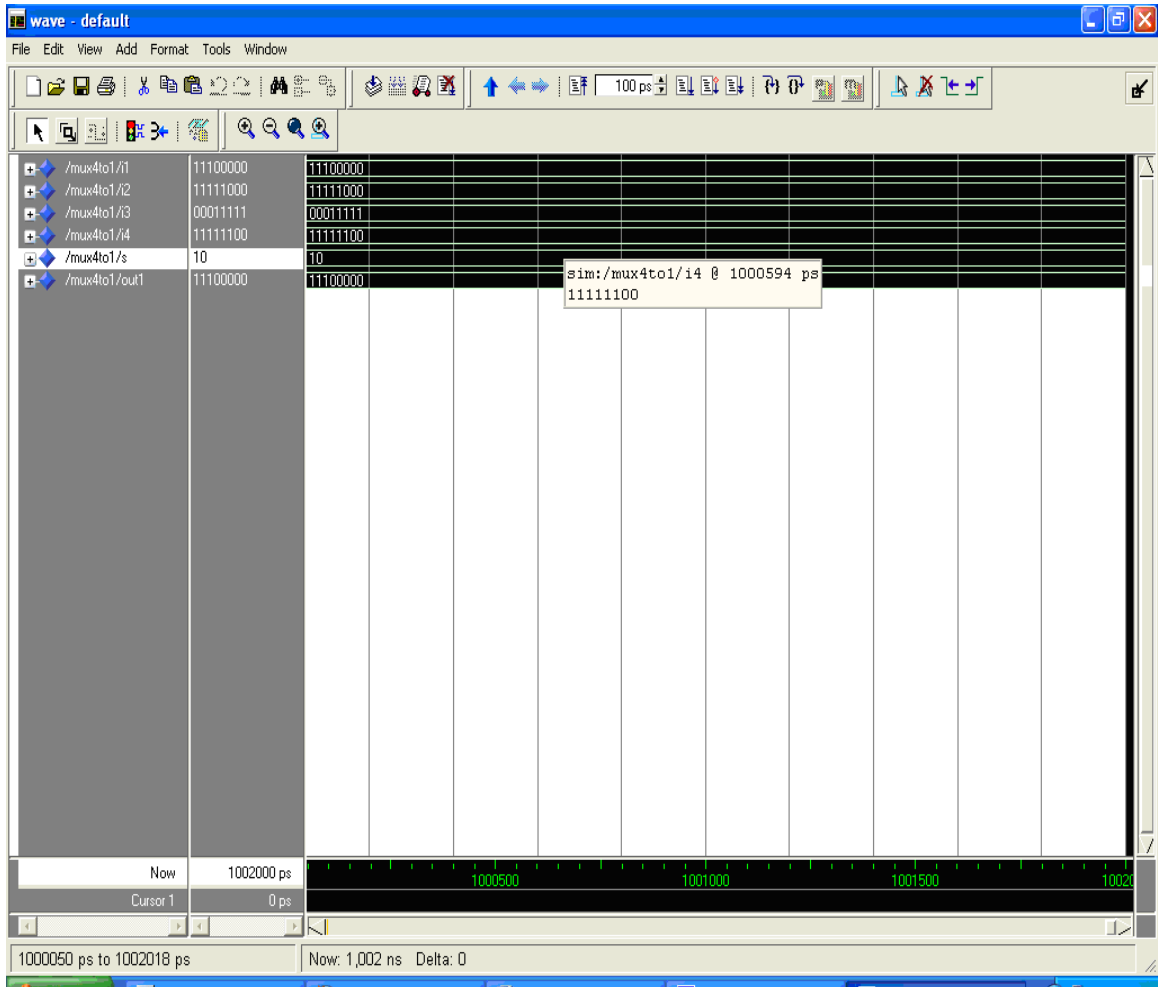 wave - default
File Edit View Add Format Tools Window
100 ps
/mux4to1/i1 11100000 11100000
/mux4to1/i2 11111000 11111000
/mux4to1/i3 00011111 00011111
/mux4to1/i4 11111100 11111100
/mux4to1/s 10 10
/mux4to1/out1 11100000 11100000
sim:/mux4to1/i4 @ 1000594 ps
11111100
Now 1002000 ps
1000500 1001000 1001500 10020
Cursor 1 0 ps
1000050 ps to 1002018 ps Now: 1,002 ns Delta: 0